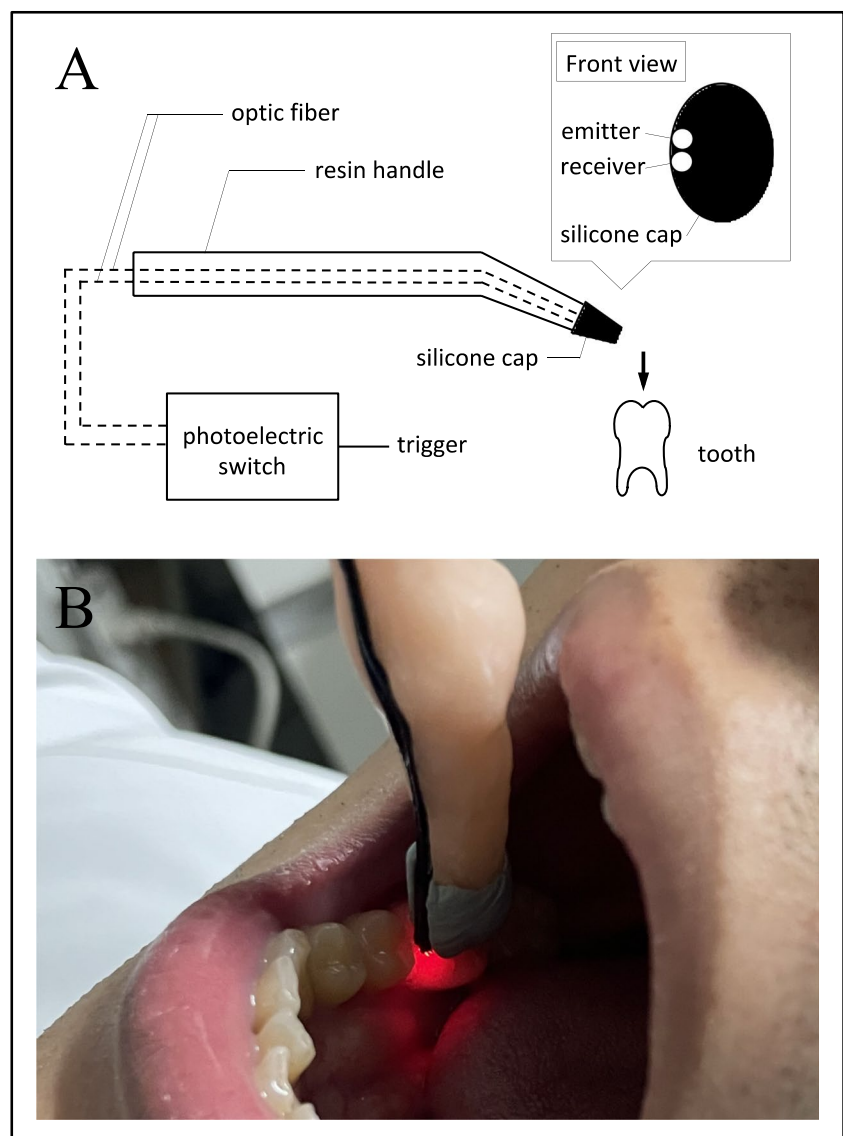 A
Front view
optic fiber
emitter
resin handle
receiver
silicone cap
silicone cap
photoelectric
switch
trigger
tooth
B